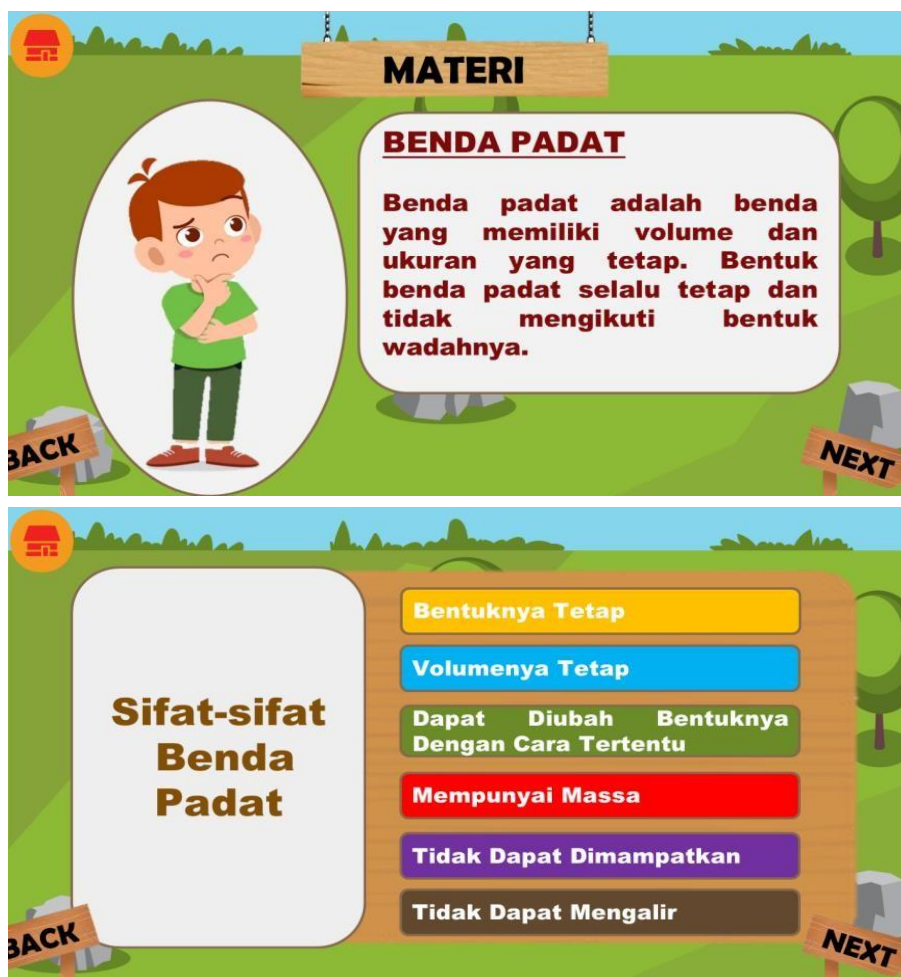 MATERI
BENDA PADAT
Benda padat adalah benda
yang memiliki volume dan
ukuran yang tetap. Bentuk
benda padat selalu tetap dan
tidak mengikuti bentuk
wadahnya.
BACK
NEXT
Sifat-sifat
Benda
Padat
Bentuknya Tetap
Volumenya Tetap
Dapat Diubah Bentuknya
Dengan Cara Tertentu
Mempunyai Massa
Tidak Dapat Dimampatkan
Tidak Dapat Mengalir
BACK
NEXT